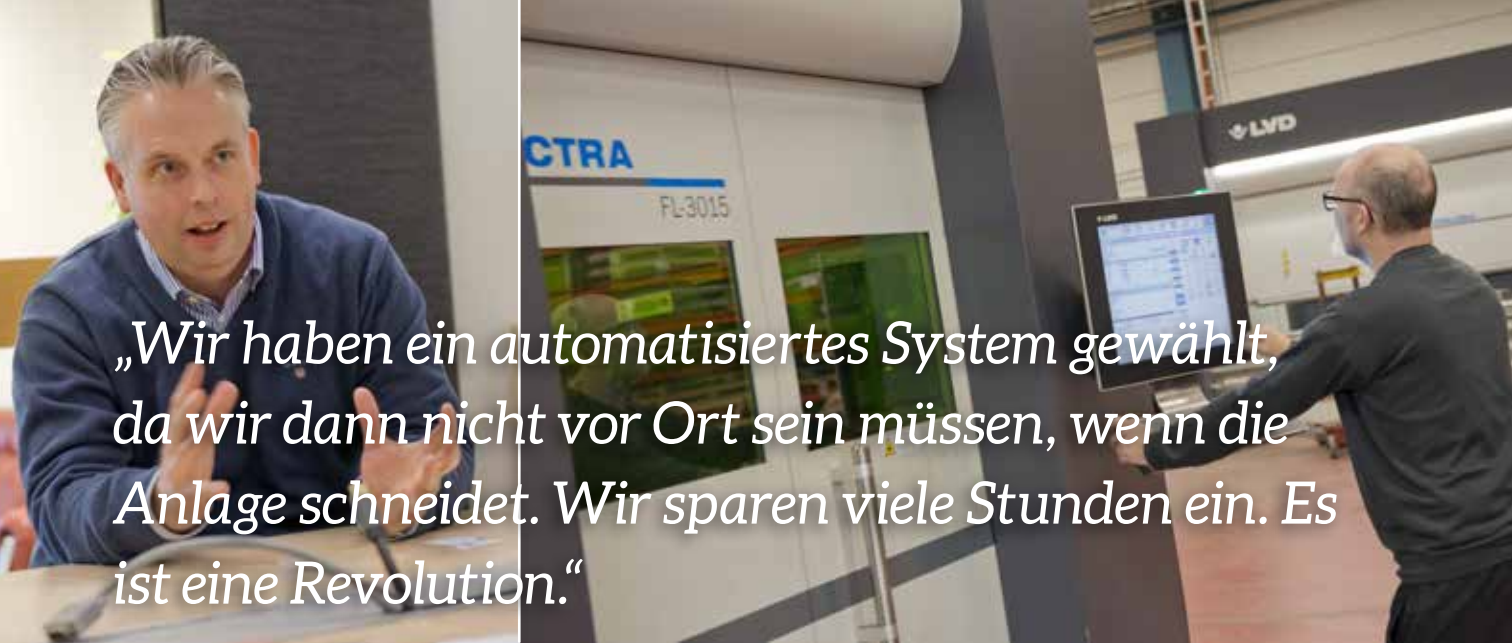 CTRA
FL-3015
LVD
LVD
„Wir haben ein automatisiertes System gewählt,
da wir dann nicht vor Ort sein müssen, wenn die
Anlage schneidet. Wir sparen viele Stunden ein. Es
ist eine Revolution.“